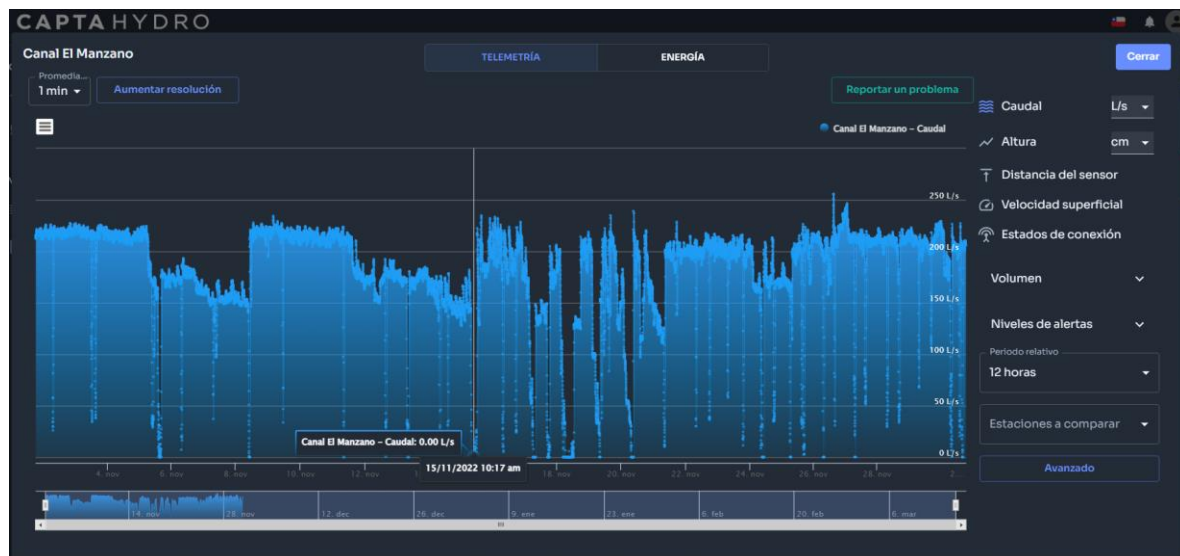 CAPTA HYDRO
Canal El Manzano
TELEMETRÍA
ENERGÍA
Cerrar
Promedia...
1 min
Aumentar resolución
Reportar un problema
Canal El Manzano – Caudal
250 L/s
200 L/s
150 L/s
100 L/s
50 L/s
0 L/s
Canal El Manzano – Caudal: 0.00 L/s
15/11/2022 10:17 am
4. nov
6. nov
8. nov
10. nov
12. nov
18. nov
20. nov
22. nov
24. nov
26. nov
28. nov
2...
14. nov
28. nov
12. dec
26. dec
9. ene
23. ene
6. feb
20. feb
6. mar
Caudal
L/s
Altura
cm
Distancia del sensor
Velocidad superficial
Estados de conexión
Volumen
Niveles de alertas
Periodo relativo
12 horas
Estaciones a comparar
Avanzado